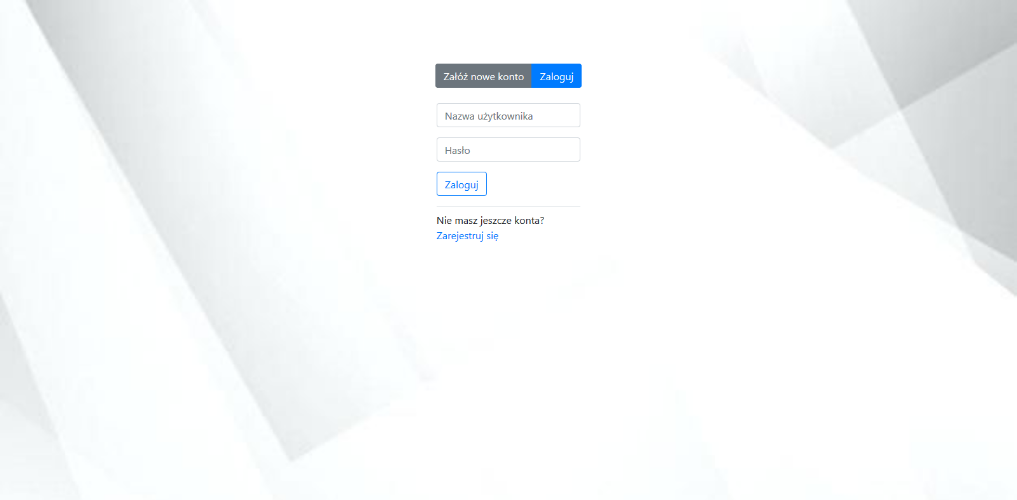 Załóż nowe konto Zaloguj
Nazwa użytkownika
Hasło
Zaloguj
Nie masz jeszcze konta?
Zarejestruj się